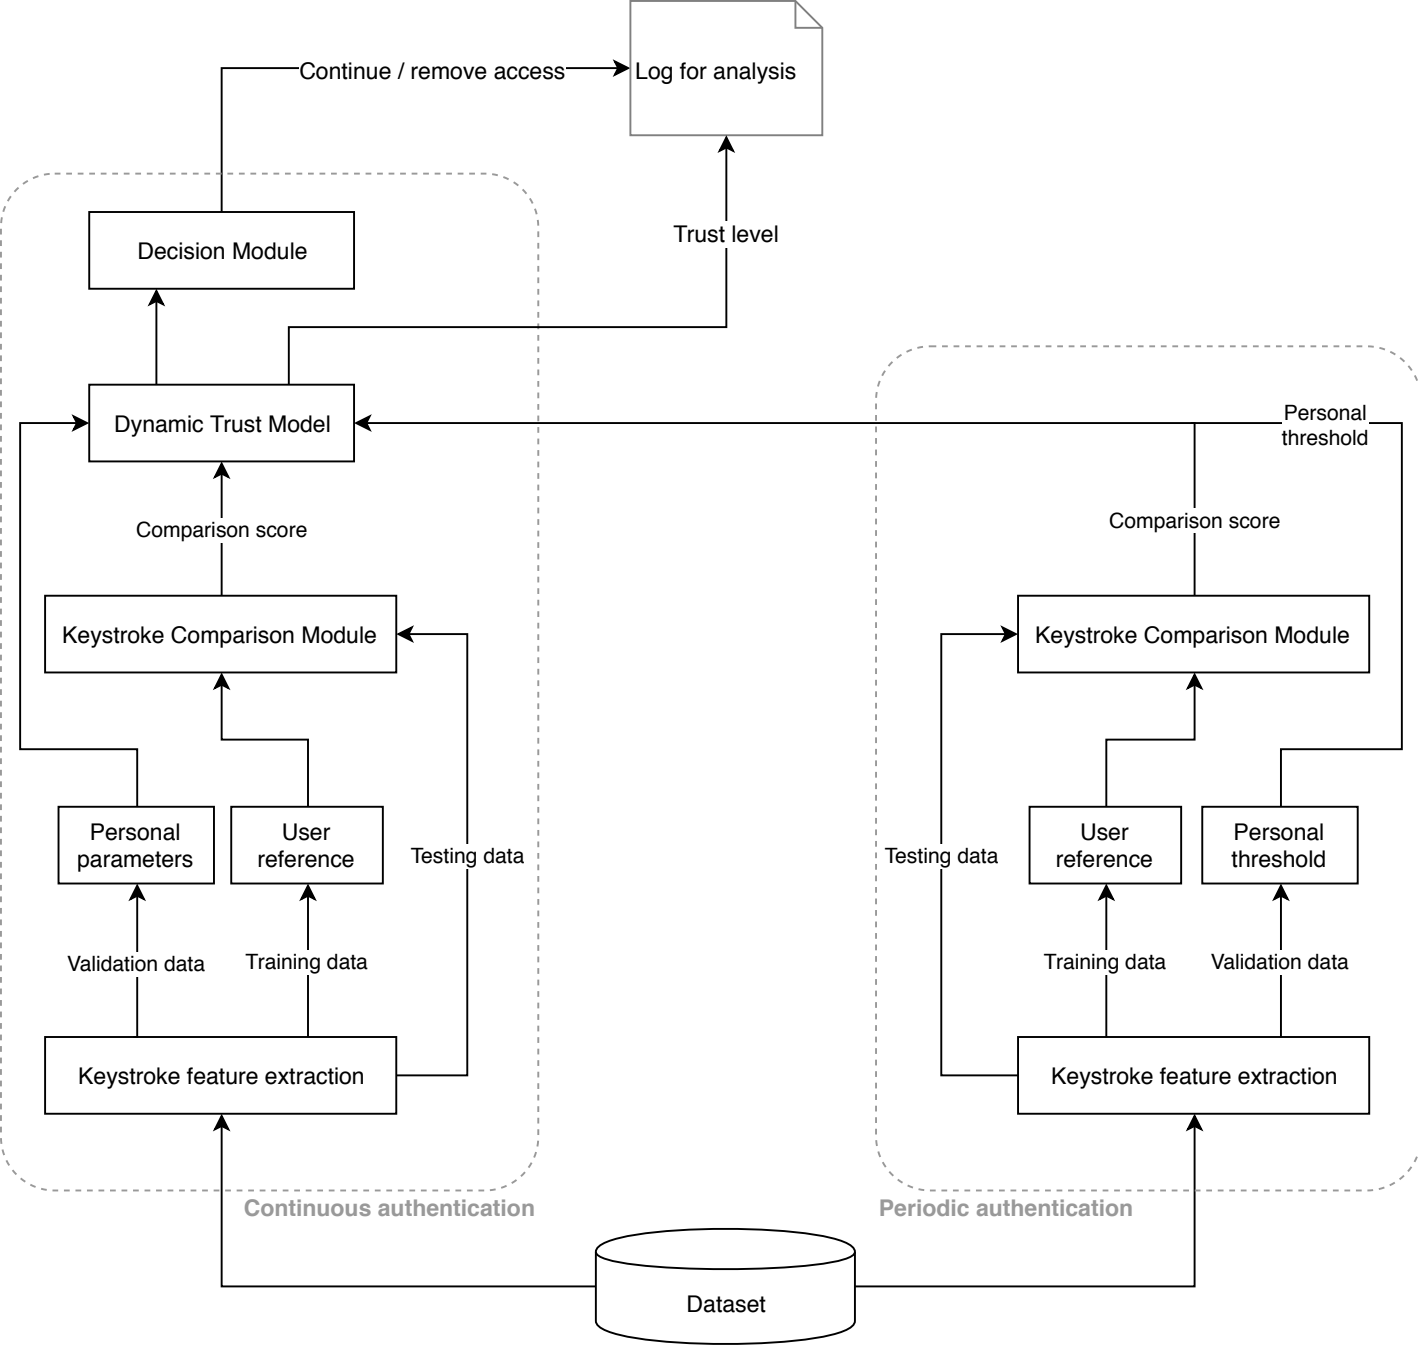 Continue / remove access
Log for analysis
Decision Module
Trust level
Dynamic Trust Model
Personal
threshold
Comparison score
Comparison score
Keystroke Comparison Module
Keystroke Comparison Module
Personal
parameters
User
reference
Testing data
Testing data
User
reference
Personal
threshold
Validation data
Training data
Training data
Validation data
Keystroke feature extraction
Keystroke feature extraction
Continuous authentication
Periodic authentication
Dataset